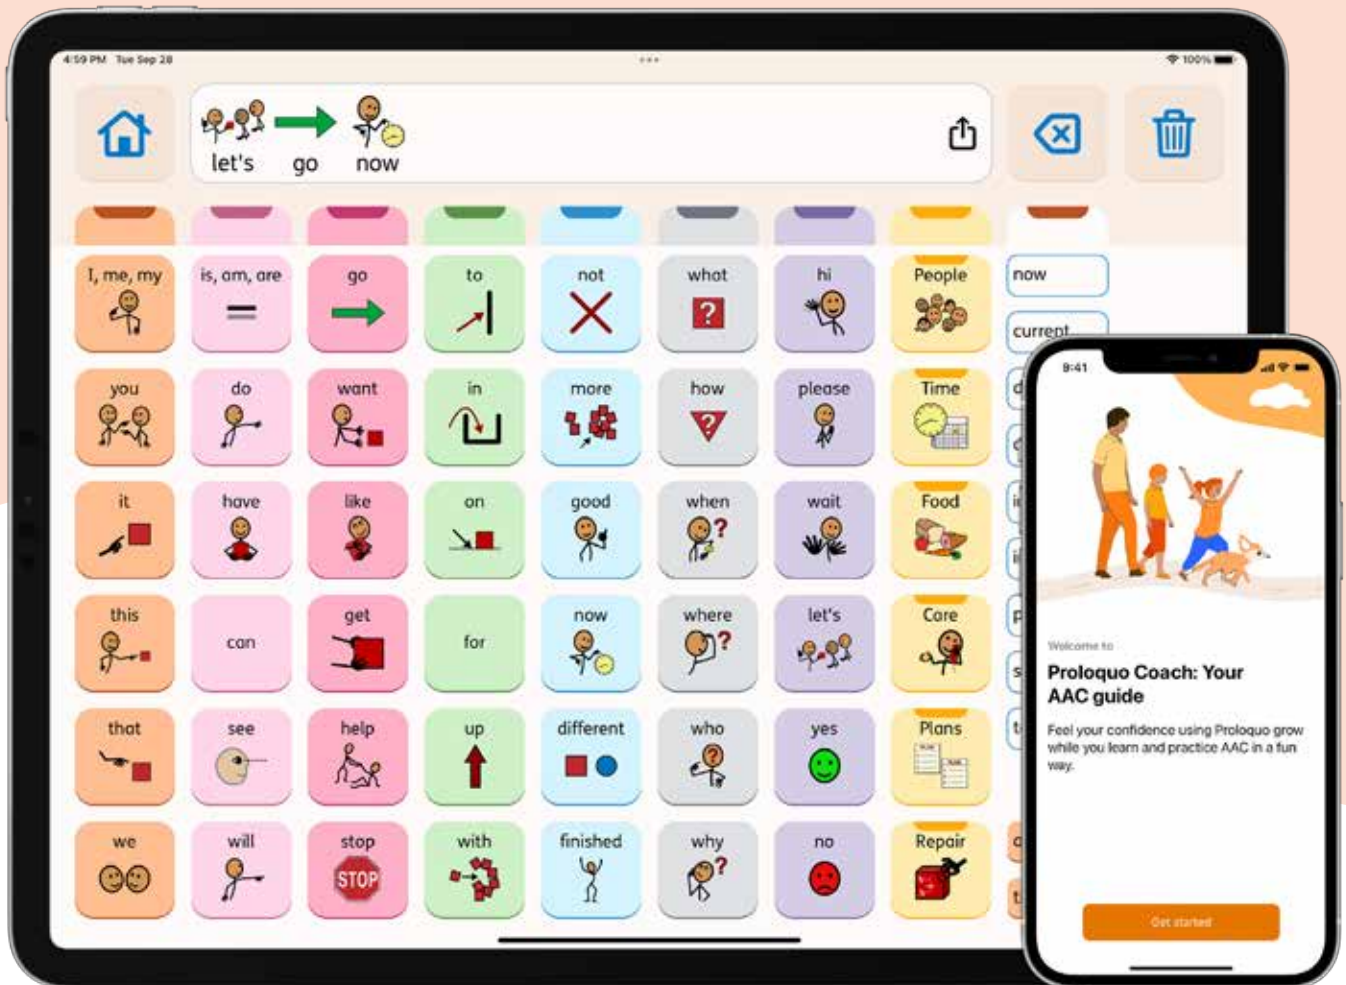 4:59 PM Tue Sep 28
100%
let's go now
I, me, my is, am, are go to not what hi People now
current
you do want in more how please Time
it have like on good when wait Food
this can get for now where let's Care
that see help up different who yes Plans
we will stop with finished why no Repair
STOP
9:41
Welcome to
Proloquo Coach: Your
AAC guide
Feel your confidence using Proloquo grow
while you learn and practice AAC in a fun
way.
Get started